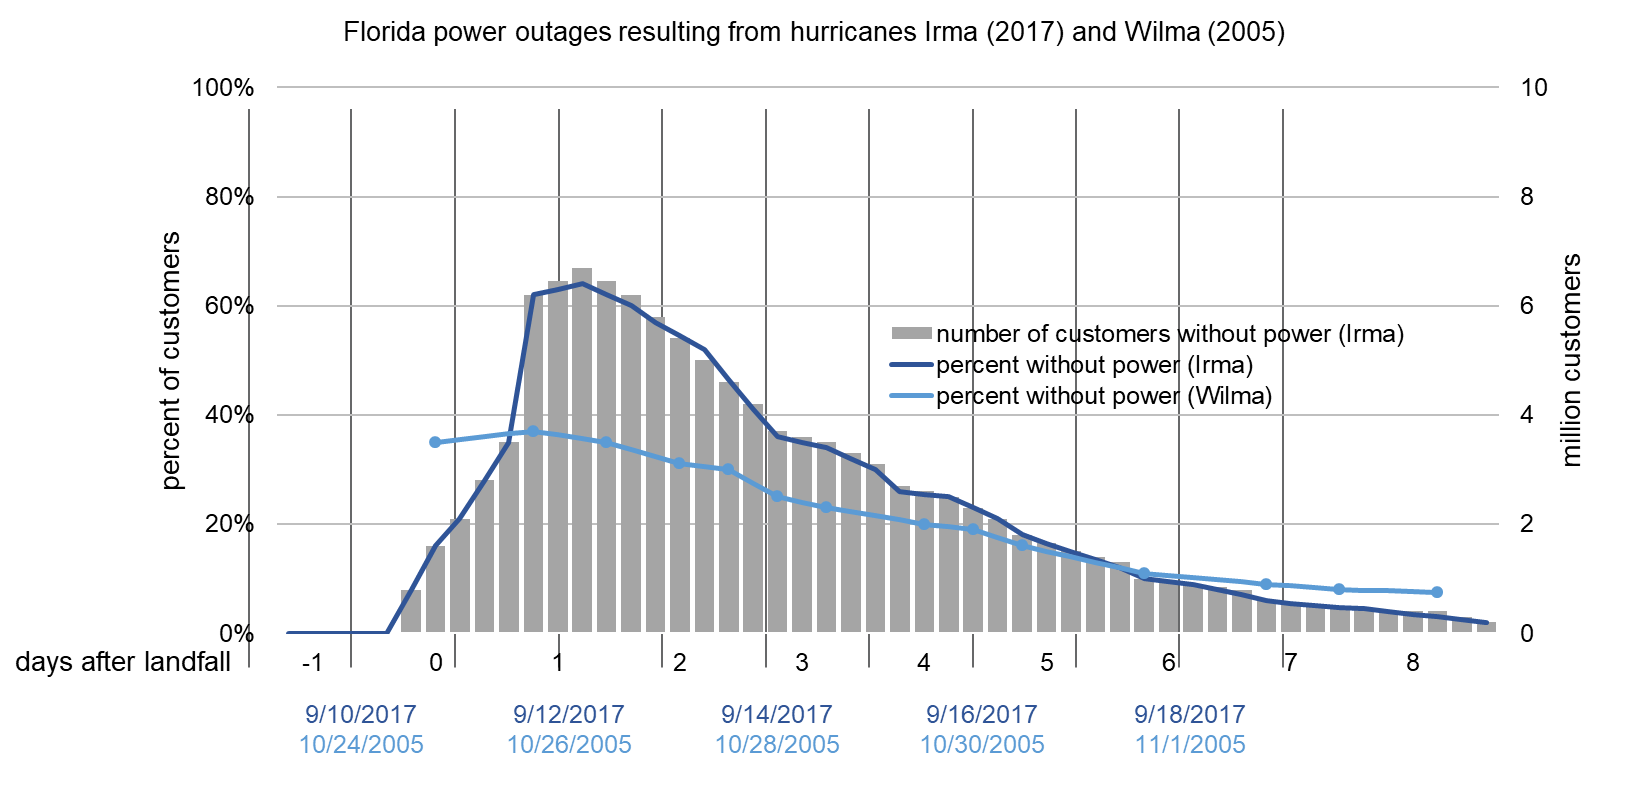 Florida power outages resulting from hurricanes Irma (2017) and Wilma (2005)
100%
10
80%
8
60%
6
40%
4
20%
2
0%
0
percent of customers
million customers
number of customers without power (Irma)
percent without power (Irma)
percent without power (Wilma)
days after landfall -1 0 1 2 3 4 5 6 7 8
9/10/2017 9/12/2017 9/14/2017 9/16/2017 9/18/2017
10/24/2005 10/26/2005 10/28/2005 10/30/2005 11/1/2005